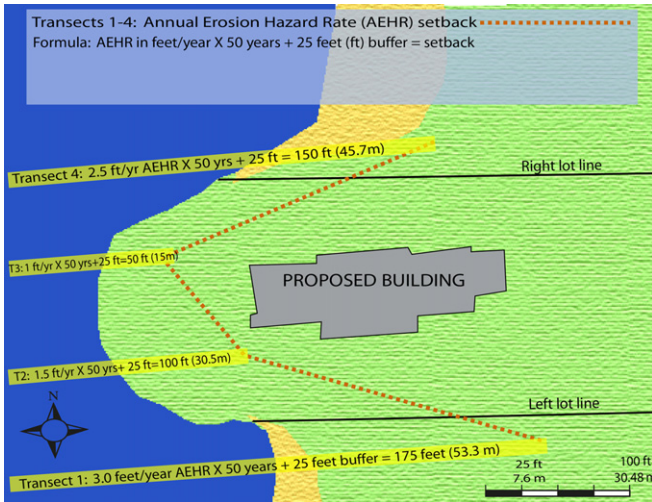 Transects 1-4: Annual Erosion Hazard Rate (AEHR) setback
Formula: AEHR in feet/year X 50 years + 25 feet (ft) buffer = setback
Transect 4: 2.5 ft/yr AEHR X 50 yrs + 25 ft = 150 ft (45.7m)
Right lot line
T3: 1 ft/yr X 50 yrs+25 ft=50 ft (15m)
PROPOSED BUILDING
T2: 1.5 ft/yr X 50 yrs+ 25 ft=100 ft (30.5m)
Left lot line
N
Transect 1: 3.0 feet/year AEHR X 50 years + 25 feet buffer = 175 feet (53.3 m)
25 ft 100 ft
7.6 m 30.48 m